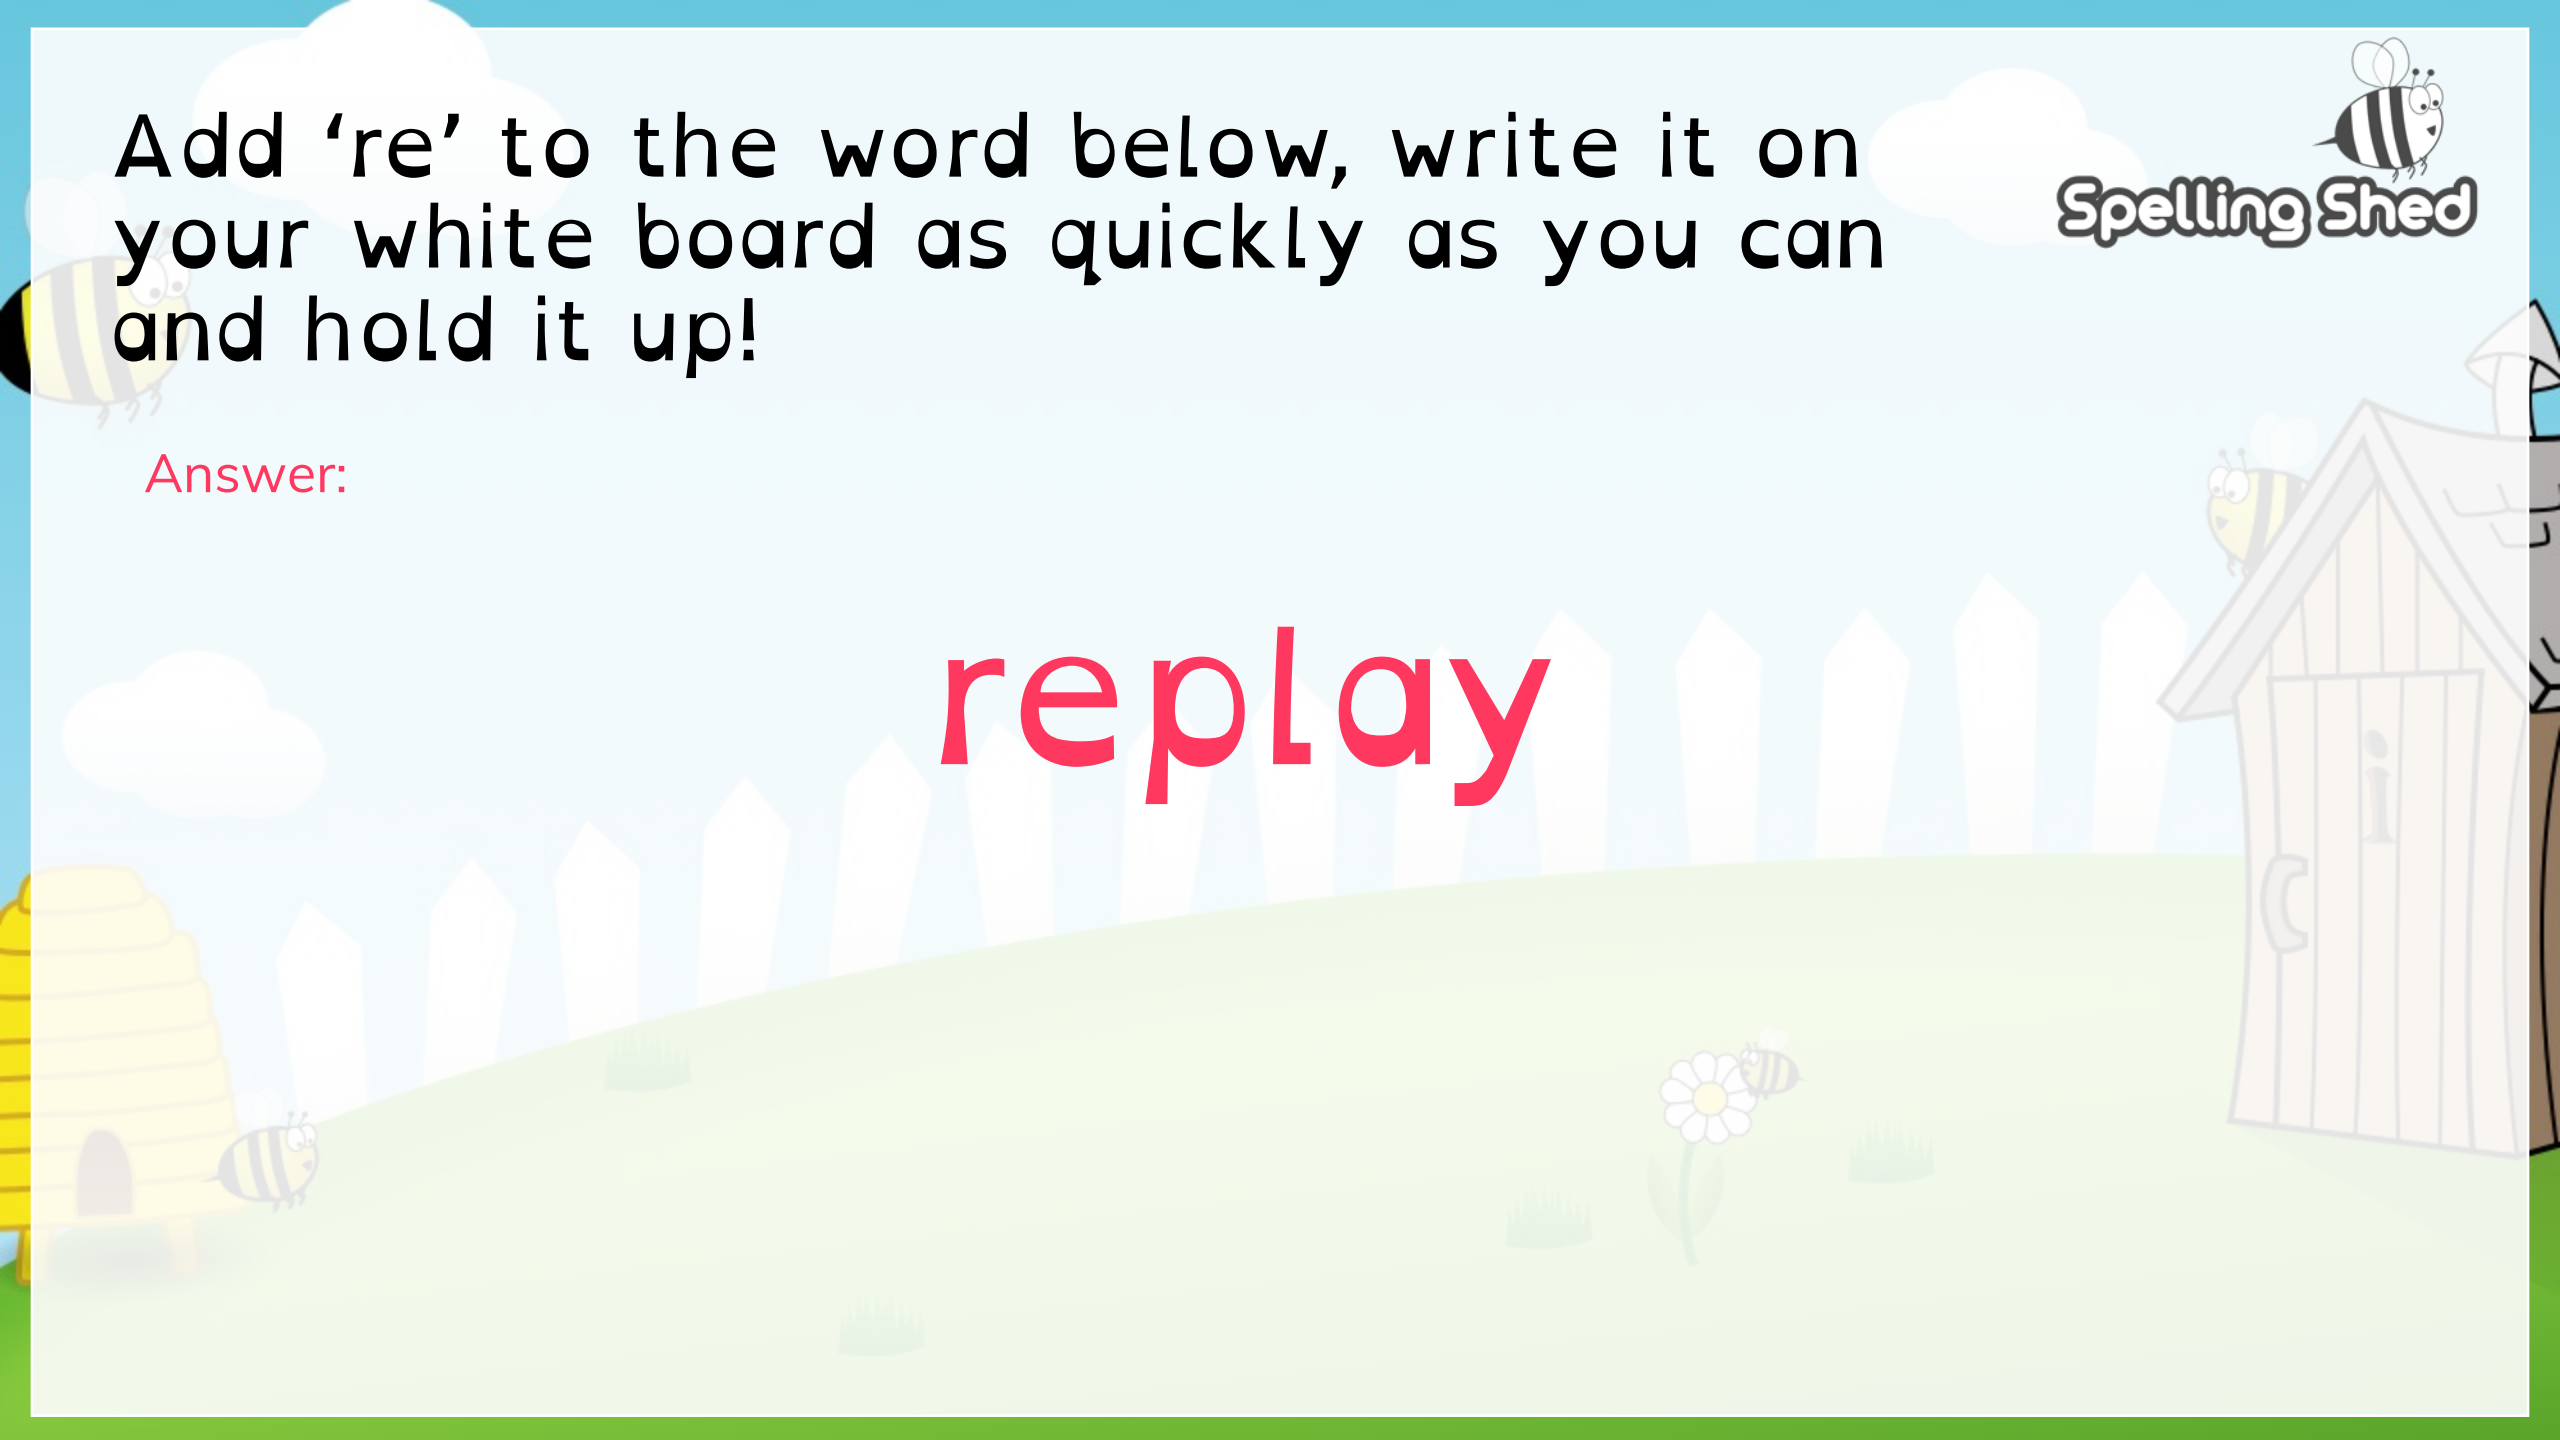 Add ‘re’ to the word below, write it on
your white board as quickly as you can
and hold it up!
Spelling Shed
Answer:
replay